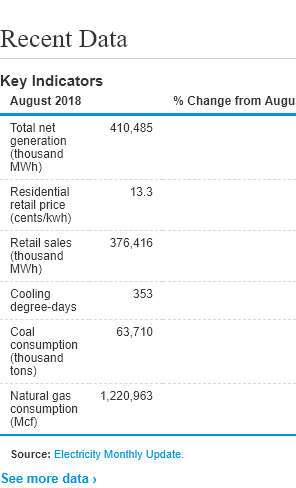 Recent Data
Key Indicators
August 2018 % Change from Augu
Total net 410,485
generation
(thousand
MWh)
Residential 13.3
retail price
(cents/kwh)
Retail sales 376,416
(thousand
MWh)
Cooling 353
degree-days
Coal 63,710
consumption
(thousand
tons)
Natural gas 1,220,963
consumption
(Mcf)
Source: Electricity Monthly Update.
See more data ›